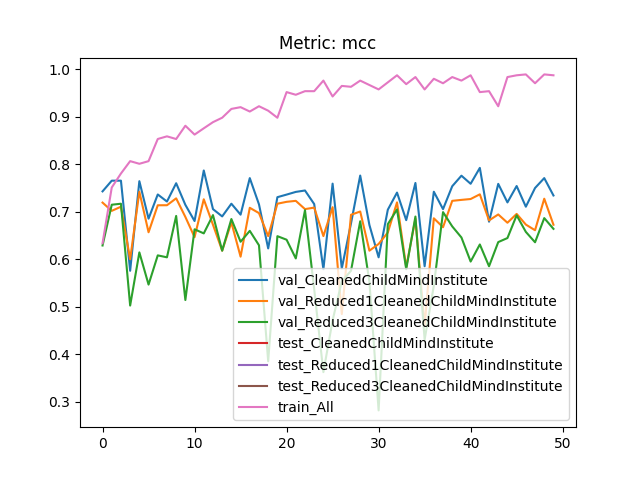 Metric: mcc
1.0
0.9
0.8
0.7
0.6
0.5
0.4
0.3
val_CleanedChildMindInstitute
val_Reduced1CleanedChildMindInstitute
val_Reduced3CleanedChildMindInstitute
test_CleanedChildMindInstitute
test_Reduced1CleanedChildMindInstitute
test_Reduced3CleanedChildMindInstitute
train_All
0 10 20 30 40 50